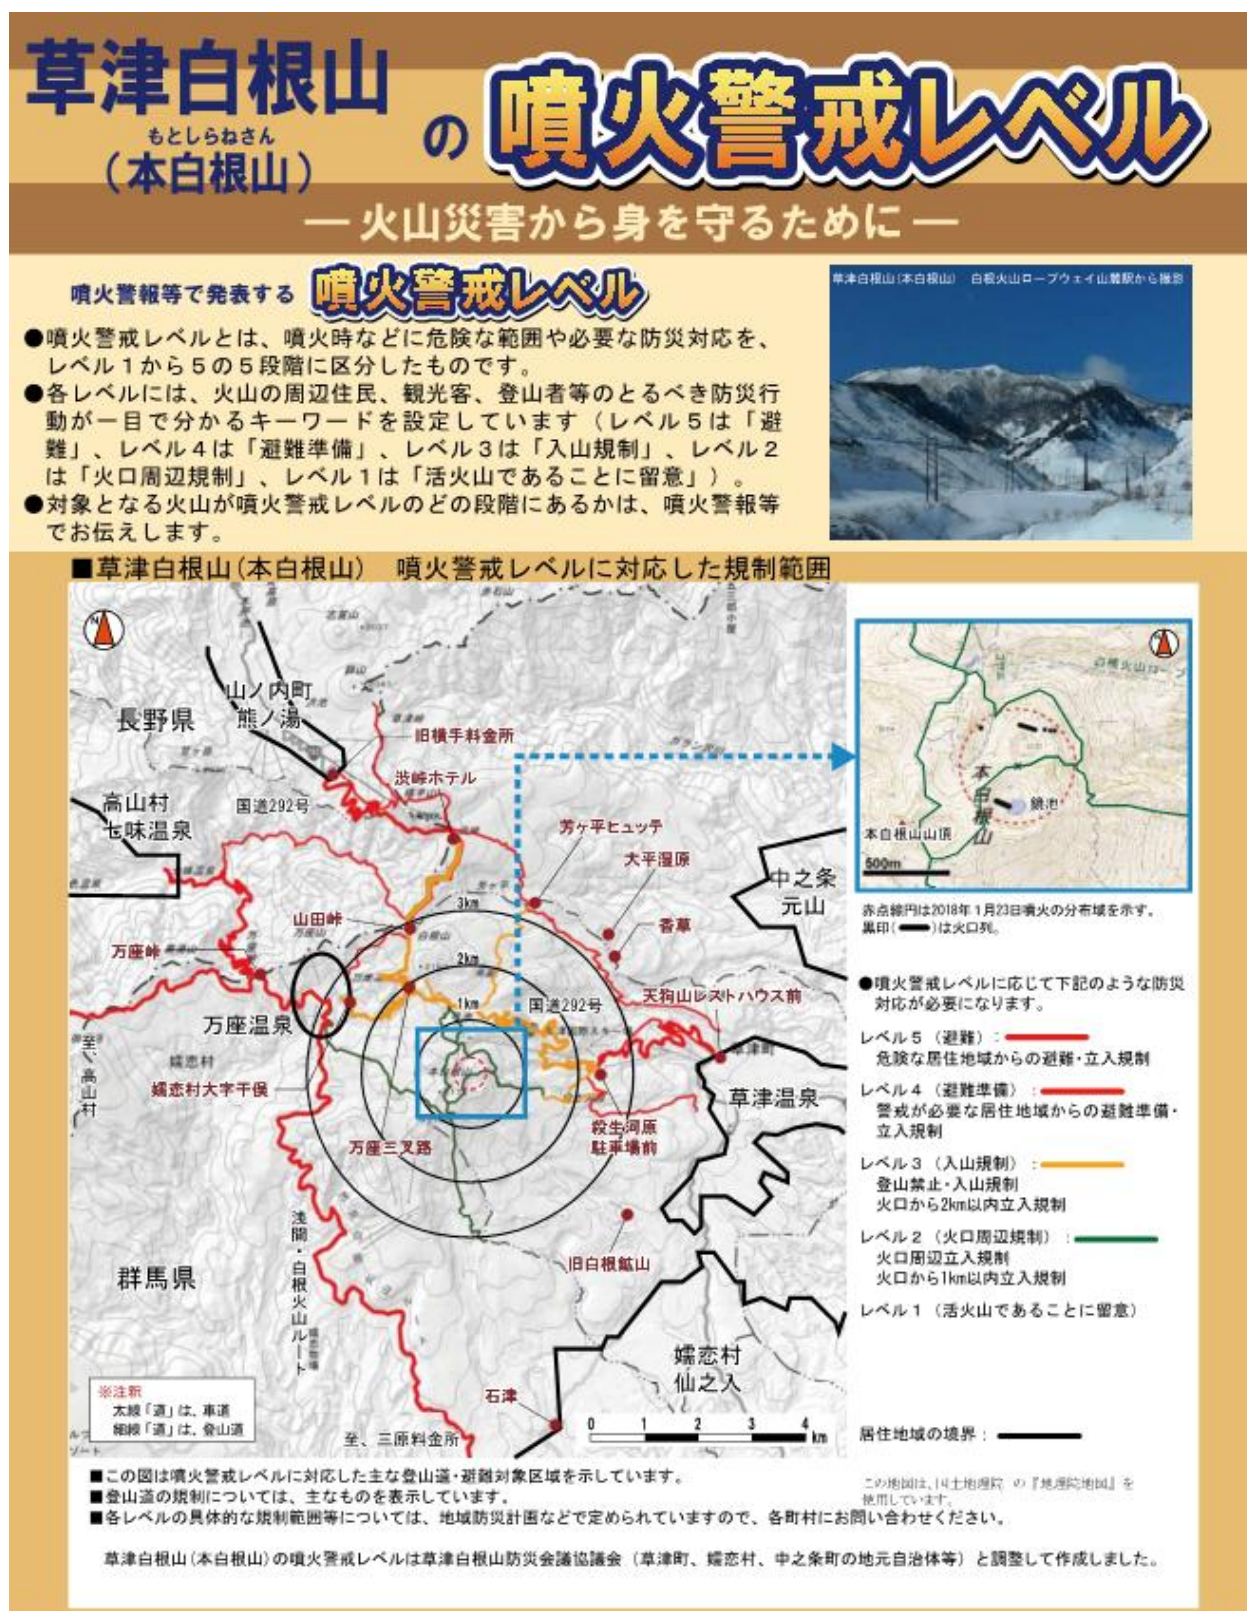 草津白根山
もとしらねさん
(本白根山)
の
噴火警戒レベル
― 火山災害から身を守るために ―
噴火警報等で発表する 噴火警戒レベル
●噴火警戒レベルとは、噴火時などに危険な範囲や必要な防災対応を、
レベル1から5の5段階に区分したものです。
●各レベルには、火山の周辺住民、観光客、登山者等のとるべき防災行
動が一目で分かるキーワードを設定しています(レベル5は「避
難」、レベル4は「避難準備」、レベル3は「入山規制」、レベル2
は「火口周辺規制」、レベル1は「活火山であることに留意」)。
●対象となる火山が噴火警戒レベルのどの段階にあるかは、噴火警報等
でお伝えします。
草津白根山(本白根山) 白根火山ロープウェイ山麓駅から撮影
■草津白根山(本白根山) 噴火警戒レベルに対応した規制範囲
長野県
山ノ内町
熊ノ湯
旧横手料金所
渋峠ホテル
国道292号
高山村
七味温泉
芳ヶ平ヒュッテ
大平湿原
中之条
元山
香草
山田峠
万座峠
3km
2km
1km
国道292号
天狗山レストハウス前
万座温泉
至、高山村
嬬恋村
嬬恋村大字干俣
草津町
草津温泉
殺生河原
駐車場前
万座三叉路
浅間・白根火山ルート
旧白根鉱山
群馬県
嬬恋村
仙之入
石津
至、三原料金所
※注釈
太線「道」は、車道
細線「道」は、登山道
0 1 2 3 4
km
本白根山
鏡池
本白根山山頂
500m
赤点線円は2018年1月23日噴火の分布域を示す。
黒印( )は火口列。
●噴火警戒レベルに応じて下記のような防災
対応が必要になります。
レベル5(避難):
危険な居住地域からの避難・立入規制
レベル4(避難準備):
警戒が必要な居住地域からの避難準備・
立入規制
レベル3(入山規制):
登山禁止・入山規制
火口から2km以内立入規制
レベル2(火口周辺規制):
火口周辺立入規制
火口から1km以内立入規制
レベル1(活火山であることに留意)
居住地域の境界:
この地図は、国土地理院 の『地理院地図』を
使用しています。
■この図は噴火警戒レベルに対応した主な登山道・避難対象区域を示しています。
■登山道の規制については、主なものを表示しています。
■各レベルの具体的な規制範囲等については、地域防災計画などで定められていますので、各町村にお問い合わせください。
草津白根山(本白根山)の噴火警戒レベルは草津白根山防災会議協議会(草津町、嬬恋村、中之条町の地元自治体等)と調整して作成しました。